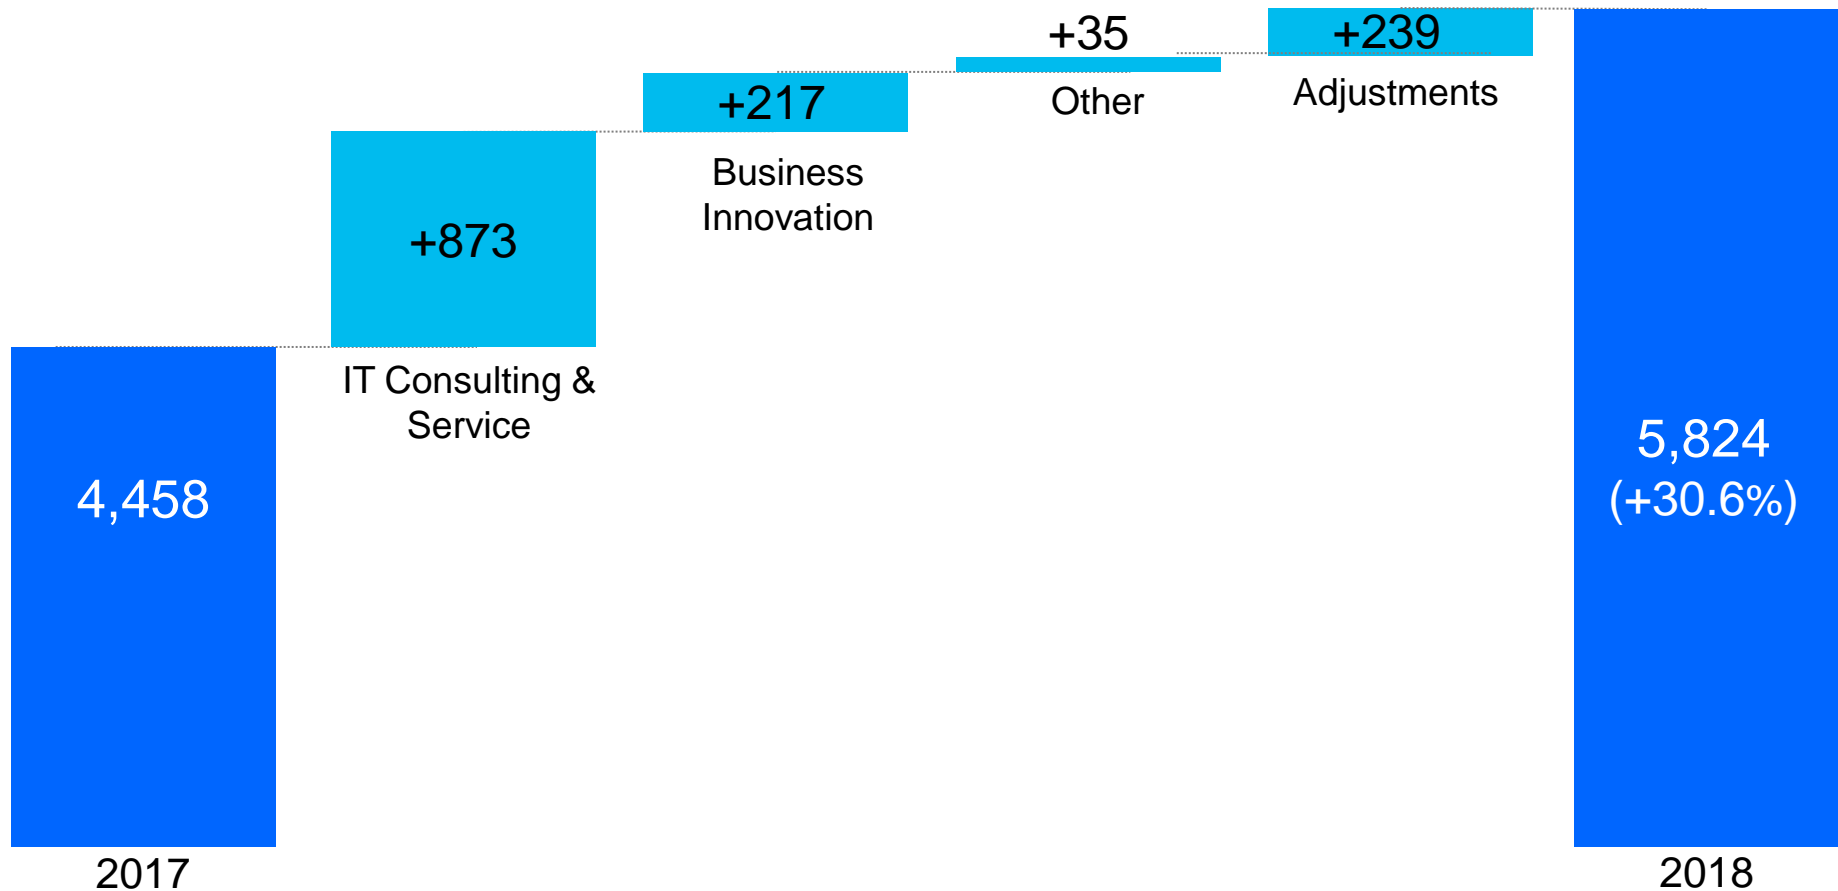 +35
+239
Other
Adjustments
+217
Business
Innovation
+873
IT Consulting &
Service
4,458
5,824
(+30.6%)
2017
2018